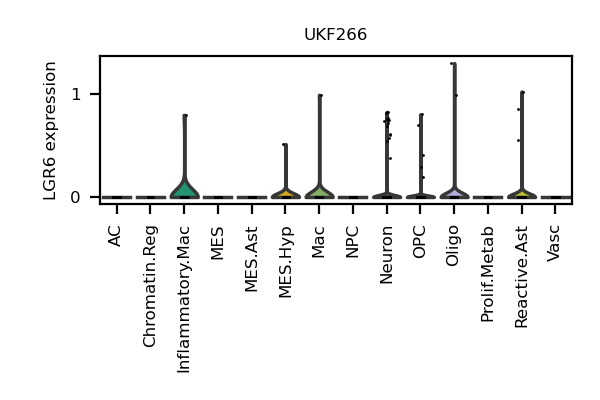 UKF266
LGR6 expression
1
0
AC
Chromatin.Reg
Inflammatory.Mac
MES
MES.Ast
MES.Hyp
Mac
NPC
Neuron
OPC
Oligo
Prolif.Metab
Reactive.Ast
Vasc